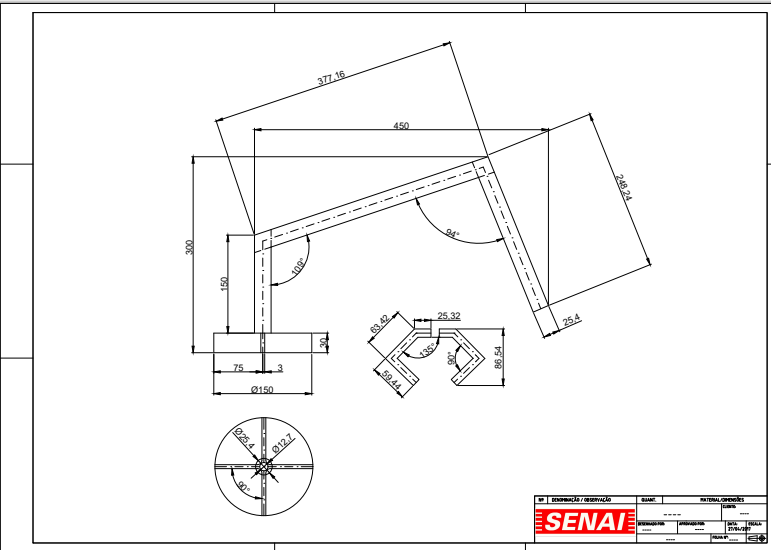 377,16
450
248,24
300
150
109°
94°
25,4
63,42
25,32
30
135°
90°
86,54
59,44
75
3
Ø150
Ø25,4
Ø12,7
90°
Nº DENOMINAÇÃO / OBSERVAÇÃO QUANT. MATERIAL/DIMENSÕES
SENAI
---- CLIENTE: ----
DESENHADO POR: APROVADO POR: DATA: ESCALA:
---- ---- 27/04/2017
---- FOLHA Nº: ----